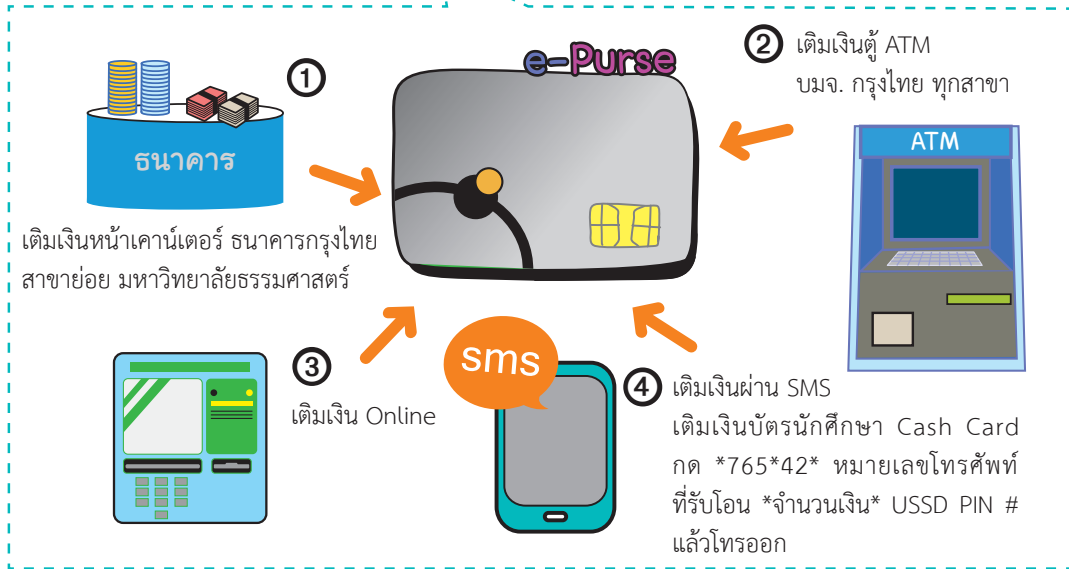 e-Purse
①
ธนาคาร
เติมเงินหน้าเคาน์เตอร์ ธนาคารกรุงไทย
สาขาย่อย มหาวิทยาลัยธรรมศาสตร์
② เติมเงินตู้ ATM
บมจ. กรุงไทย ทุกสาขา
ATM
③
เติมเงิน Online
sms
④ เติมเงินผ่าน SMS
เติมเงินบัตรนักศึกษา Cash Card
กด *765*42* หมายเลขโทรศัพท์
ที่รับโอน *จำนวนเงิน* USSD PIN #
แล้วโทรออก